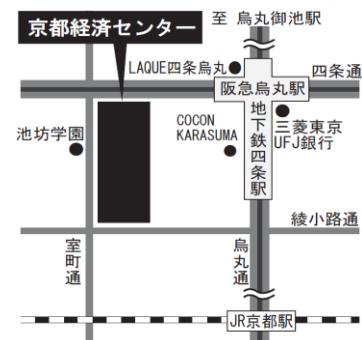 至 烏丸御池駅
京都経済センター
LAQUE四条烏丸
四条通
阪急烏丸駅
地下鉄四条駅
COCON
KARASUMA
三菱東京
UFJ銀行
池坊学園
綾小路通
室町通
烏丸通
JR京都駅